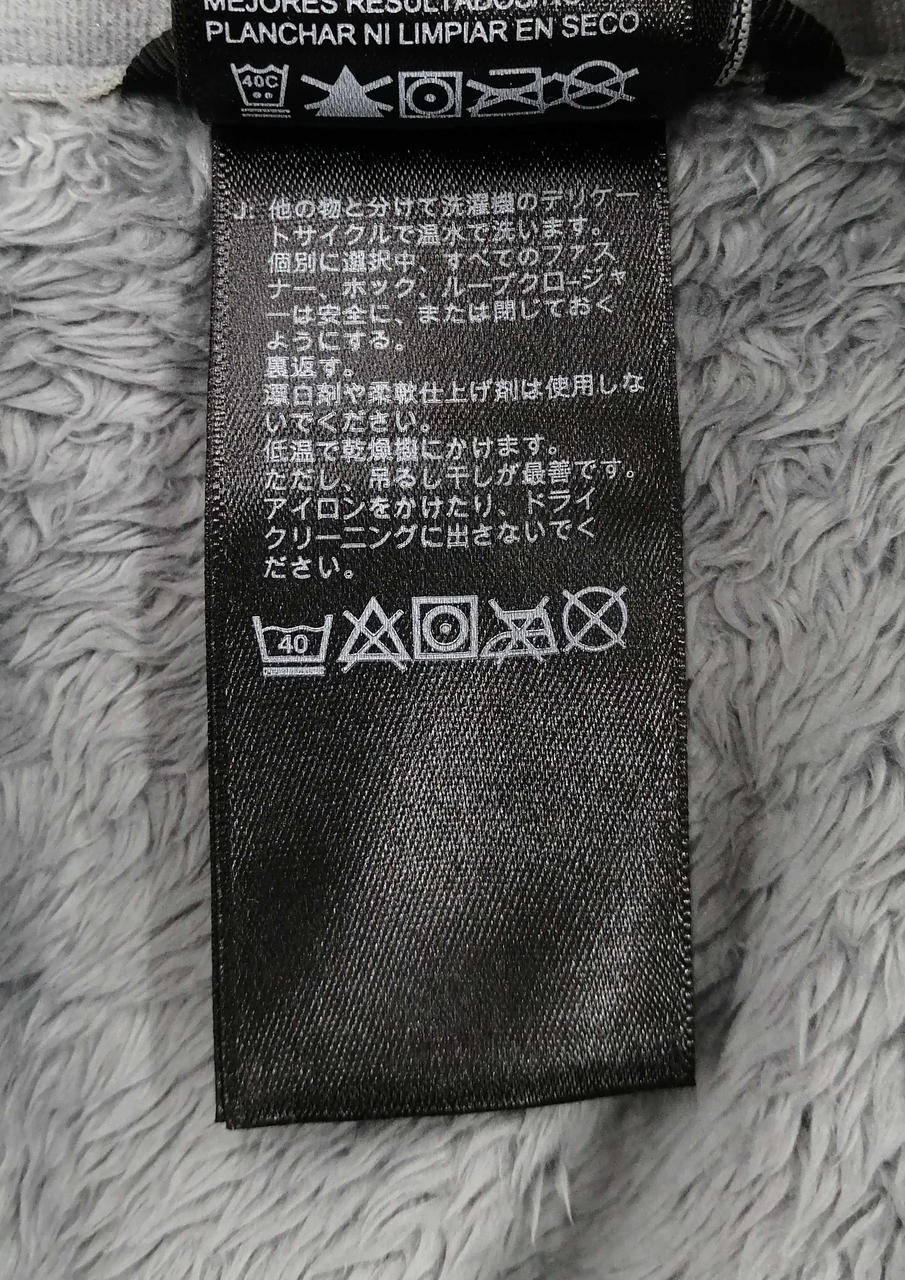 MEJORES RESULTADOS
PLANCHAR NI LIMPIAR EN SECO
40C
J: 他の物と分けて洗濯機のデリケー
トサイクルで温水で洗います。
個別に選択中、すべてのファス
ナー、ホック、ループクロージャ
ーは安全に、または閉じておく
ようにする。
裏返す。
漂白剤や柔軟仕上げ剤は使用しな
いでください。
低温で乾燥機にかけます。
ただし、吊るし干しが最善です。
アイロンをかけたり、ドライ
クリーニングに出さないでく
ださい。
40